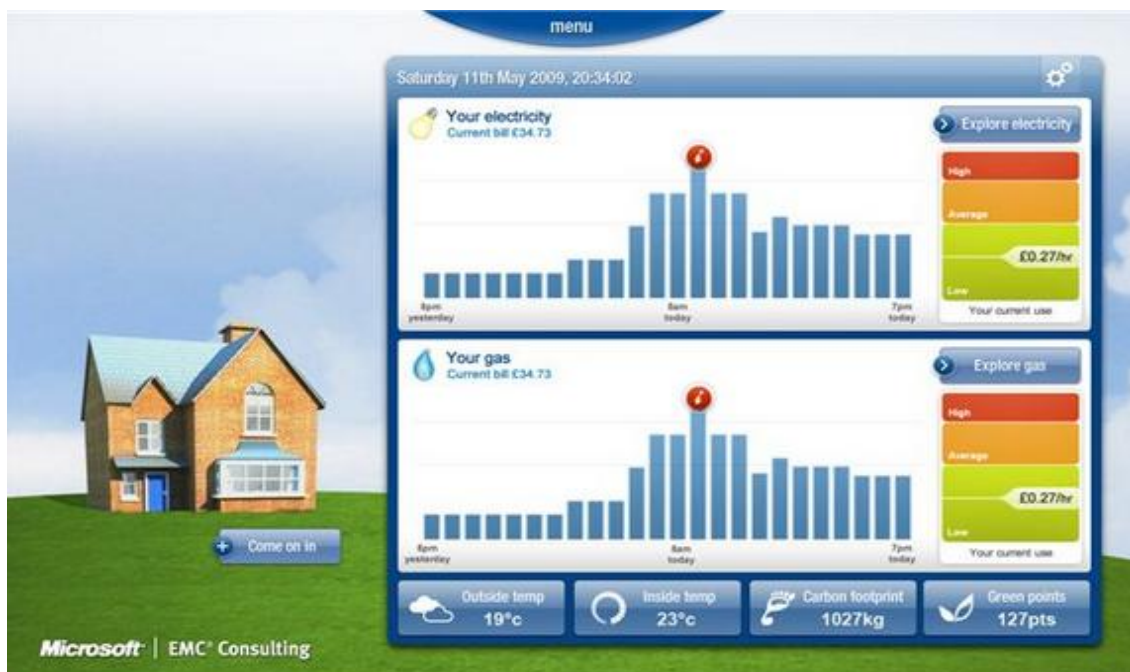 menu
Saturday 11th May 2009, 20:34:02
Your electricity
Current bill £34.73
Explore electricity
High
Average
£0.27/hr
Low
Your current use
8pm
yesterday
8am
today
7pm
today
Your gas
Current bill £34.73
Explore gas
High
Average
£0.27/hr
Low
Your current use
8pm
yesterday
8am
today
7pm
today
Come on in
Outside temp
19°c
Inside temp
23°c
Carbon footprint
1027kg
Green points
127pts
Microsoft | EMC² Consulting